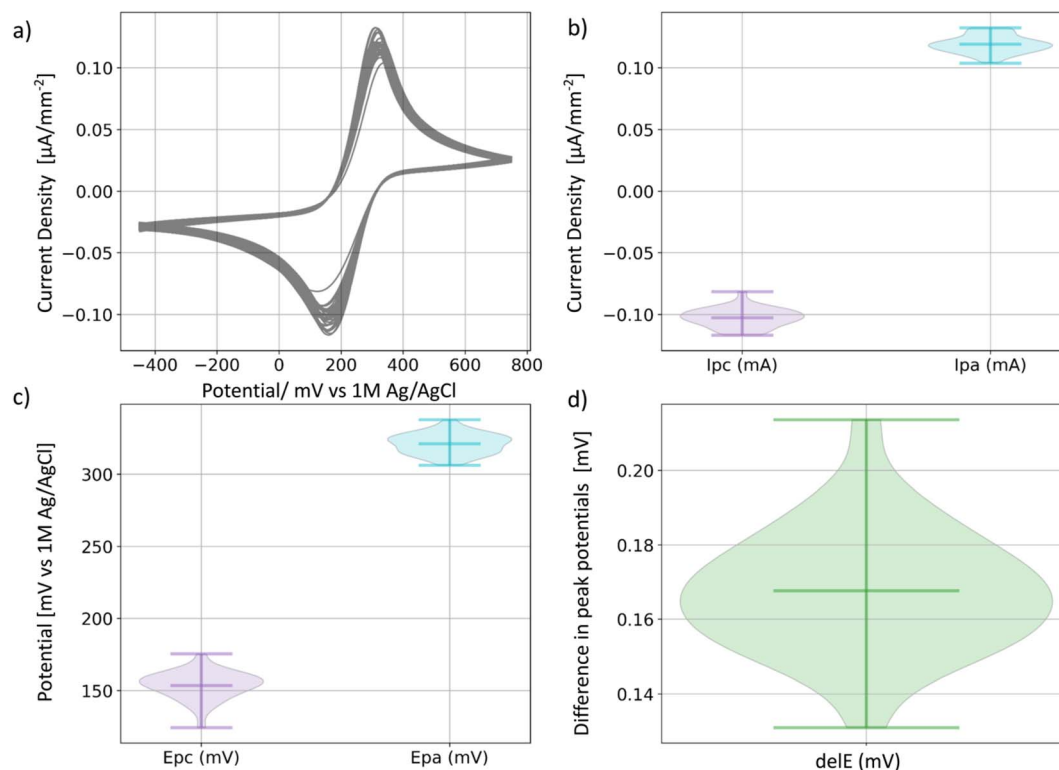 a)
Current Density [µA/mm⁻²]
0.10
0.05
0.00
−0.05
−0.10
−400 −200 0 200 400 600 800
Potential/ mV vs 1M Ag/AgCl
b)
Current Density [µA/mm⁻²]
0.10
0.05
0.00
−0.05
−0.10
Ipc (mA) Ipa (mA)
c)
Potential [mV vs 1M Ag/AgCl]
300
250
200
150
Epc (mV) Epa (mV)
d)
Difference in peak potentials [mV]
0.20
0.18
0.16
0.14
delE (mV)